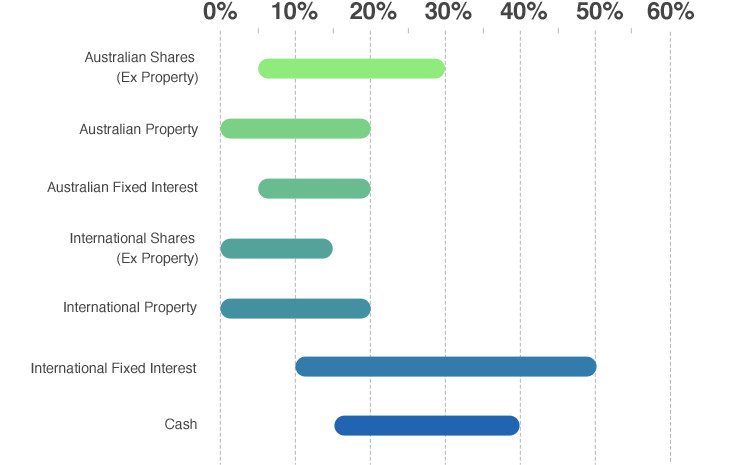 0% 10% 20% 30% 40% 50% 60%
Australian Shares
(Ex Property)
Australian Property
Australian Fixed Interest
International Shares
(Ex Property)
International Property
International Fixed Interest
Cash